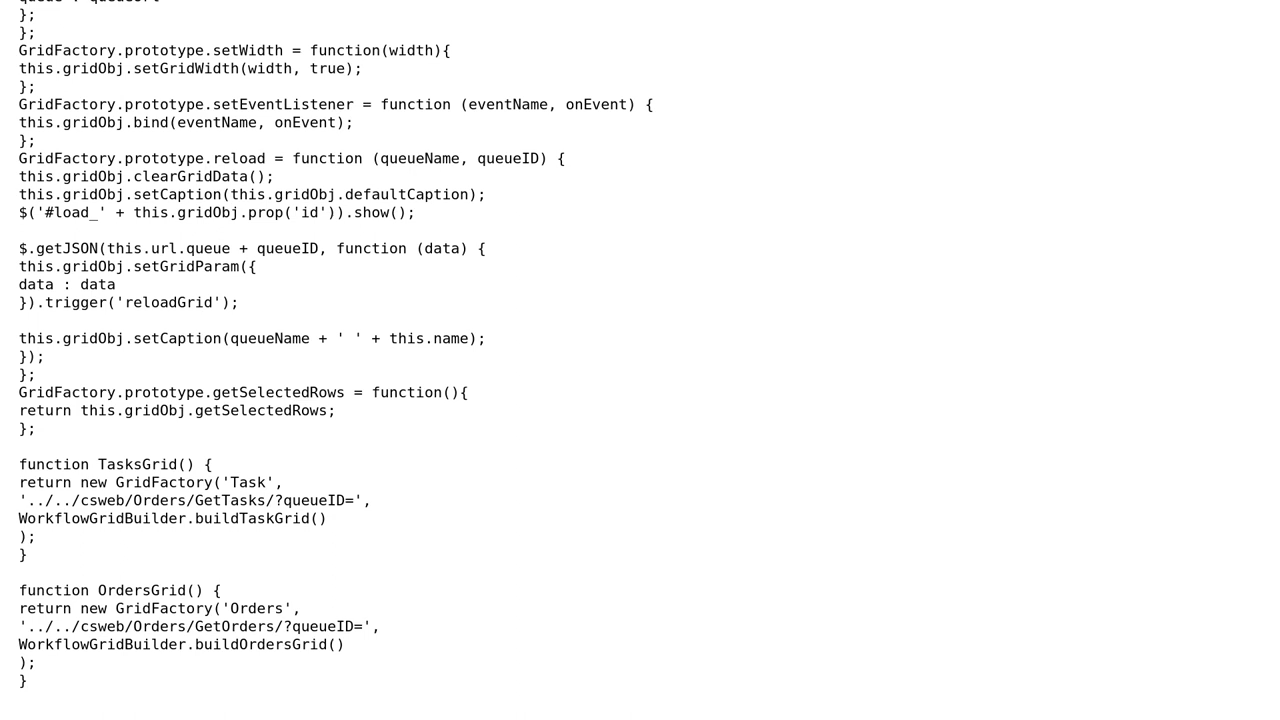 queue : queueUrl
};
};
GridFactory.prototype.setWidth = function(width){
this.gridObj.setGridWidth(width, true);
};
GridFactory.prototype.setEventListener = function (eventName, onEvent) {
this.gridObj.bind(eventName, onEvent);
};
GridFactory.prototype.reload = function (queueName, queueID) {
this.gridObj.clearGridData();
this.gridObj.setCaption(this.gridObj.defaultCaption);
$('#load_' + this.gridObj.prop('id')).show();

$.getJSON(this.url.queue + queueID, function (data) {
this.gridObj.setGridParam({
data : data
}).trigger('reloadGrid');

this.gridObj.setCaption(queueName + ' ' + this.name);
});
};
GridFactory.prototype.getSelectedRows = function(){
return this.gridObj.getSelectedRows;
};

function TasksGrid() {
return new GridFactory('Task',
'../../csweb/Orders/GetTasks/?queueID=',
WorkflowGridBuilder.buildTaskGrid()
);
}

function OrdersGrid() {
return new GridFactory('Orders',
'../../csweb/Orders/GetOrders/?queueID=',
WorkflowGridBuilder.buildOrdersGrid()
);
}